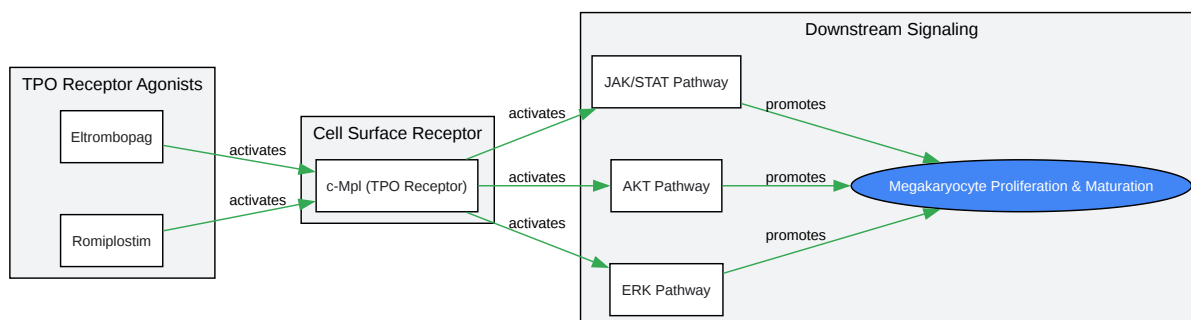 TPO Receptor Agonists
Eltrombopag
Romiplostim
activates
activates
Cell Surface Receptor
c-Mpl (TPO Receptor)
activates
activates
activates
Downstream Signaling
JAK/STAT Pathway
AKT Pathway
ERK Pathway
promotes
promotes
promotes
Megakaryocyte Proliferation & Maturation